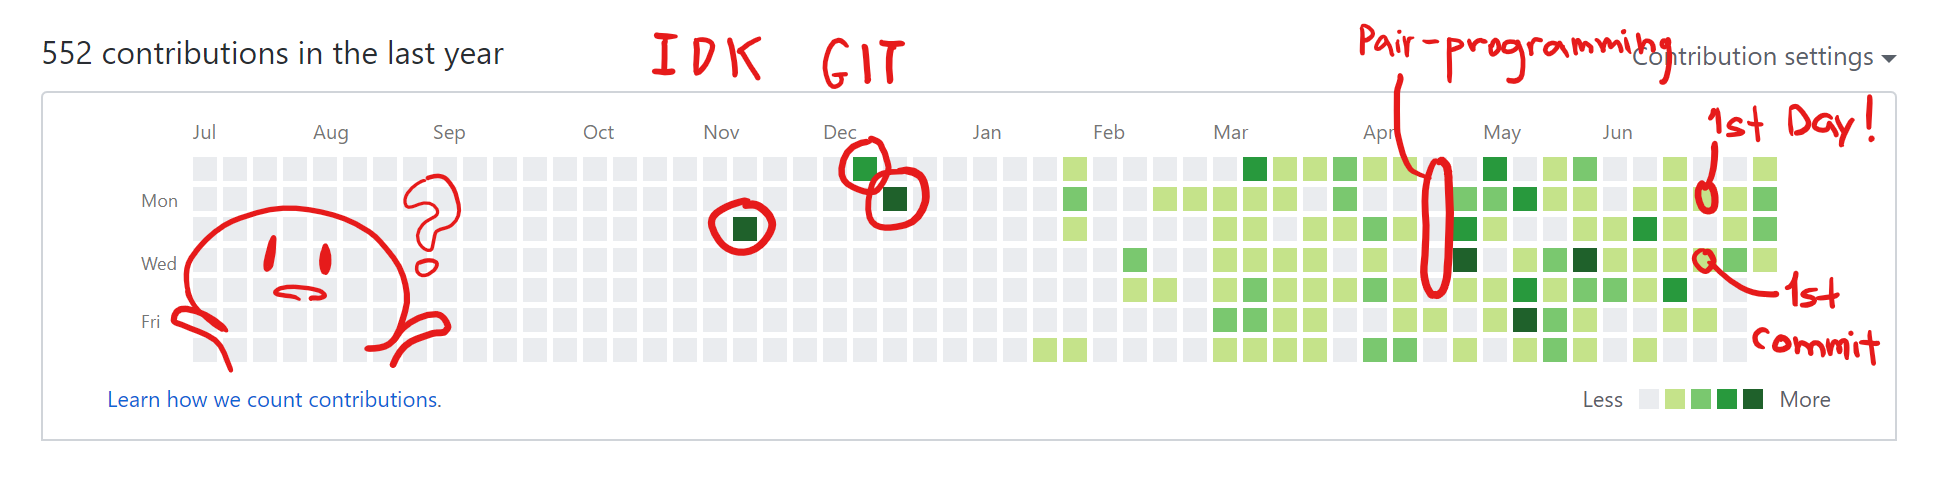 552 contributions in the last year
IDK GIT
Pair-programming
Contribution settings
Jul Aug Sep Oct Nov Dec Jan Feb Mar Apr May Jun
1st Day!
Mon
?
Wed
1st
Fri
commit
Learn how we count contributions.
Less More